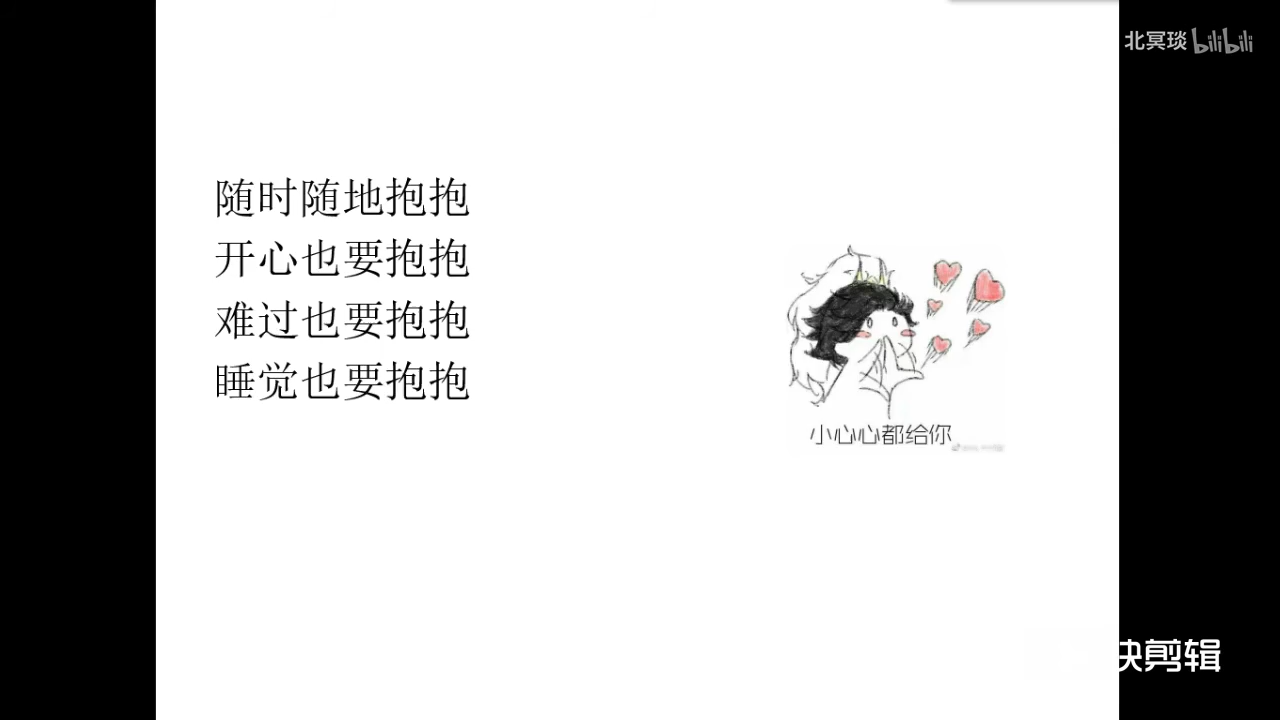 北冥琰 bilibili
随时随地抱抱
开心也要抱抱
难过也要抱抱
睡觉也要抱抱
小心心都给你
快剪辑